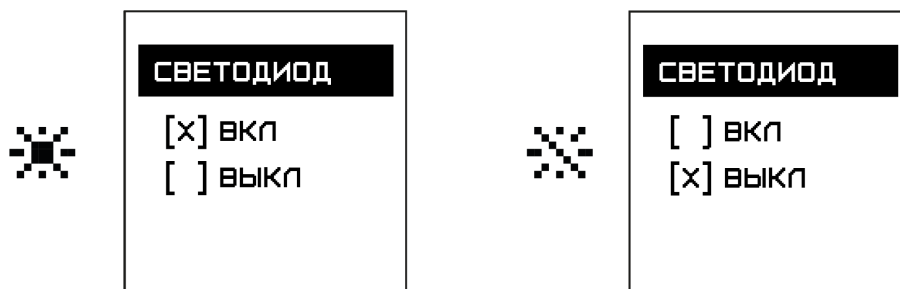 СВЕТОДИОД
[x] ВКЛ
[ ] ВЫКЛ
СВЕТОДИОД
[ ] ВКЛ
[x] ВЫКЛ